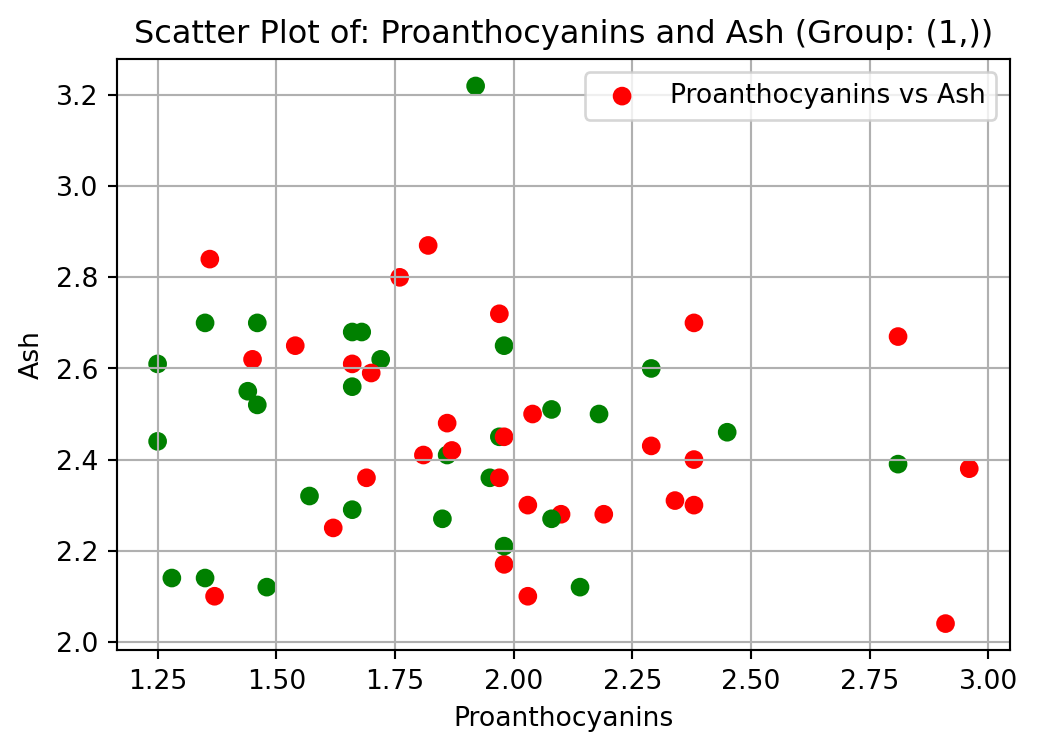 Scatter Plot of: Proanthocyanins and Ash (Group: (1,))
Proanthocyanins vs Ash
3.2
3.0
2.8
2.6
2.4
2.2
2.0
Ash
1.25 1.50 1.75 2.00 2.25 2.50 2.75 3.00
Proanthocyanins